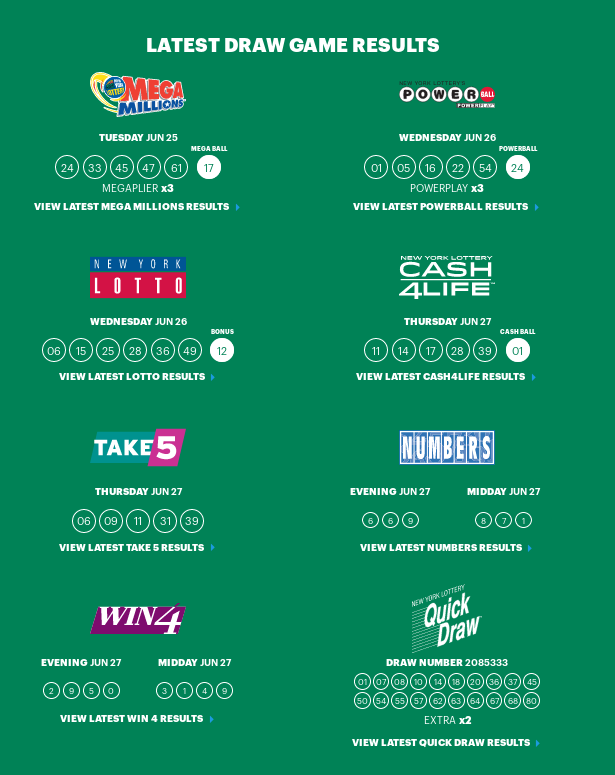 LATEST DRAW GAME RESULTS
NEW YORK LOTTERY
MEGA
MILLIONS
TUESDAY JUN 25
MEGA BALL
24 33 45 47 61 17
MEGAPLIER x3
VIEW LATEST MEGA MILLIONS RESULTS
NEW YORK LOTTERY'S
POWERBALL
POWERPLAY
WEDNESDAY JUN 26
POWERBALL
01 05 16 22 54 24
POWERPLAY x3
VIEW LATEST POWERBALL RESULTS
NEW YORK
LOTTO
WEDNESDAY JUN 26
BONUS
06 15 25 28 36 49 12
VIEW LATEST LOTTO RESULTS
NEW YORK LOTTERY
CASH
4LIFE
THURSDAY JUN 27
CASH BALL
11 14 17 28 39 01
VIEW LATEST CASH4LIFE RESULTS
TAKE 5
THURSDAY JUN 27
06 09 11 31 39
VIEW LATEST TAKE 5 RESULTS
NUMBERS
EVENING JUN 27 MIDDAY JUN 27
6 6 9 8 7 1
VIEW LATEST NUMBERS RESULTS
WIN4
EVENING JUN 27 MIDDAY JUN 27
2 9 5 0 3 1 4 9
VIEW LATEST WIN 4 RESULTS
NEW YORK LOTTERY
Quick
Draw
DRAW NUMBER 2085333
01 07 08 10 14 18 20 36 37 45
50 54 55 57 62 63 64 67 68 80
EXTRA x2
VIEW LATEST QUICK DRAW RESULTS